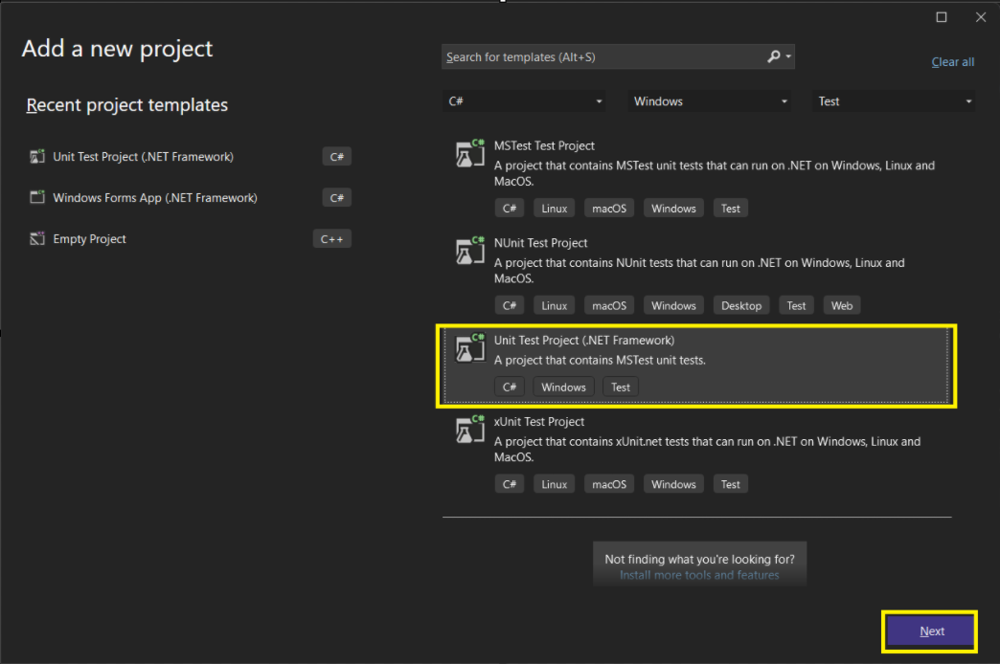 Add a new project
Search for templates (Alt+S)
Clear all
Recent project templates
C#
Windows
Test
Unit Test Project (.NET Framework)
C#
Windows Forms App (.NET Framework)
C#
Empty Project
C++
MSTest Test Project
A project that contains MSTest unit tests that can run on .NET on Windows, Linux and
MacOS.
C# Linux macOS Windows Test
NUnit Test Project
A project that contains NUnit tests that can run on .NET on Windows, Linux and
MacOS.
C# Linux macOS Windows Desktop Test Web
Unit Test Project (.NET Framework)
A project that contains MSTest unit tests.
C# Windows Test
xUnit Test Project
A project that contains xUnit.net tests that can run on .NET on Windows, Linux and
MacOS.
C# Linux macOS Windows Test
Not finding what you're looking for?
Install more tools and features
Next